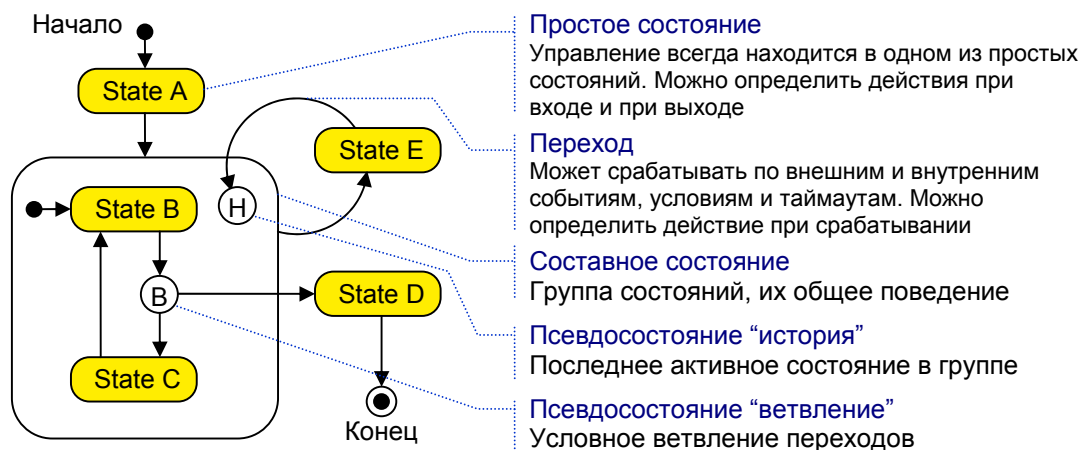 Начало
State A
State E
State B
H
B
State D
State C
Конец
Простое состояние
Управление всегда находится в одном из простых
состояний. Можно определить действия при
входе и при выходе
Переход
Может срабатывать по внешним и внутренним
событиям, условиям и таймаутам. Можно
определить действие при срабатывании
Составное состояние
Группа состояний, их общее поведение
Псевдосостояние “история”
Последнее активное состояние в группе
Псевдосостояние “ветвление”
Условное ветвление переходов